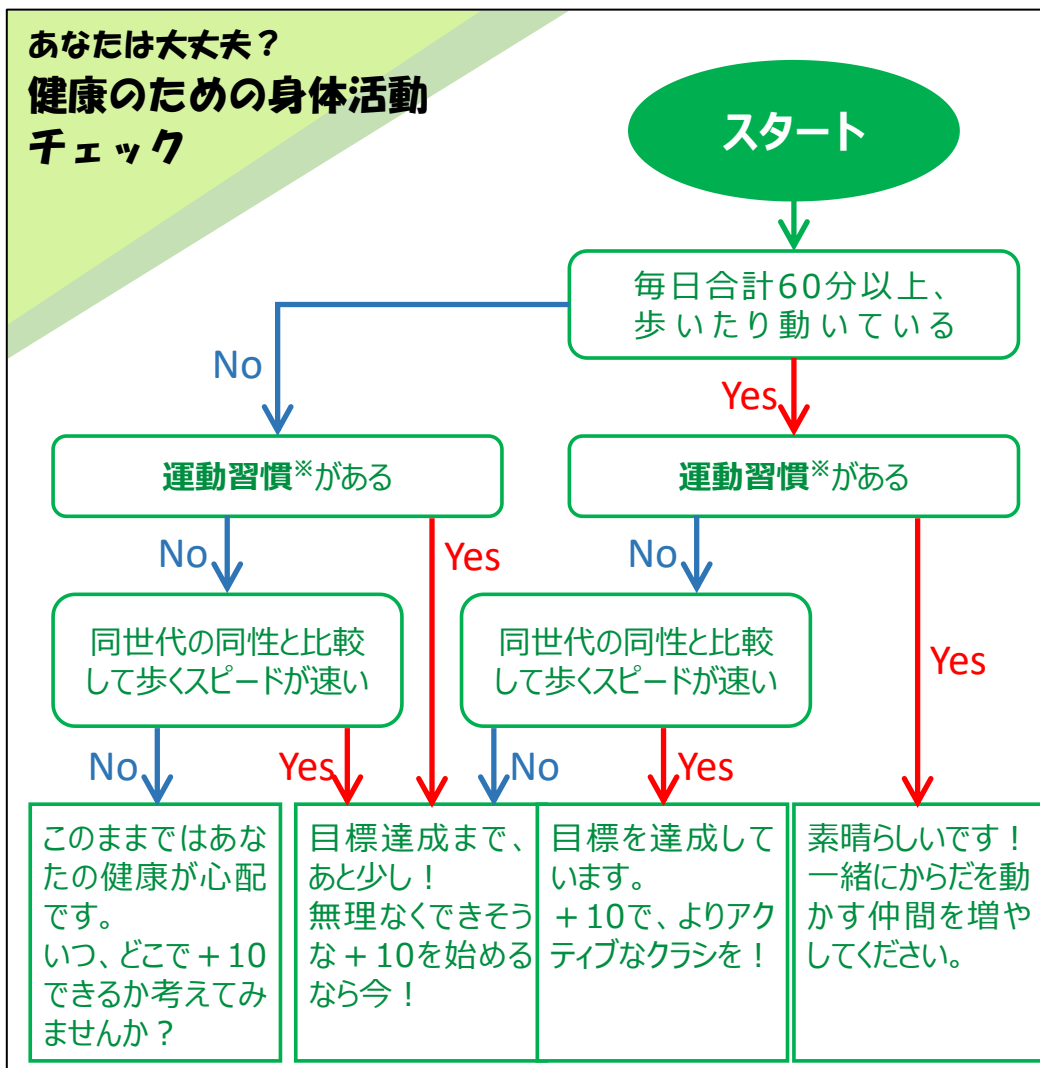 あなたは大丈夫？
健康のための身体活動
チェック
スタート
毎日合計60分以上、
歩いたり動いている
No
Yes
運動習慣※がある
運動習慣※がある
No
Yes
No
Yes
同世代の同性と比較
して歩くスピードが速い
同世代の同性と比較
して歩くスピードが速い
No
Yes
No
Yes
このままではあな
たの健康が心配
です。
いつ、どこで＋10
できるか考えてみ
ませんか？
目標達成まで、
あと少し！
無理なくできそう
な＋10を始める
なら今！
目標を達成して
います。
＋10で、よりアク
ティブなクラシを！
素晴らしいです！
一緒にからだを動
かす仲間を増や
してください。